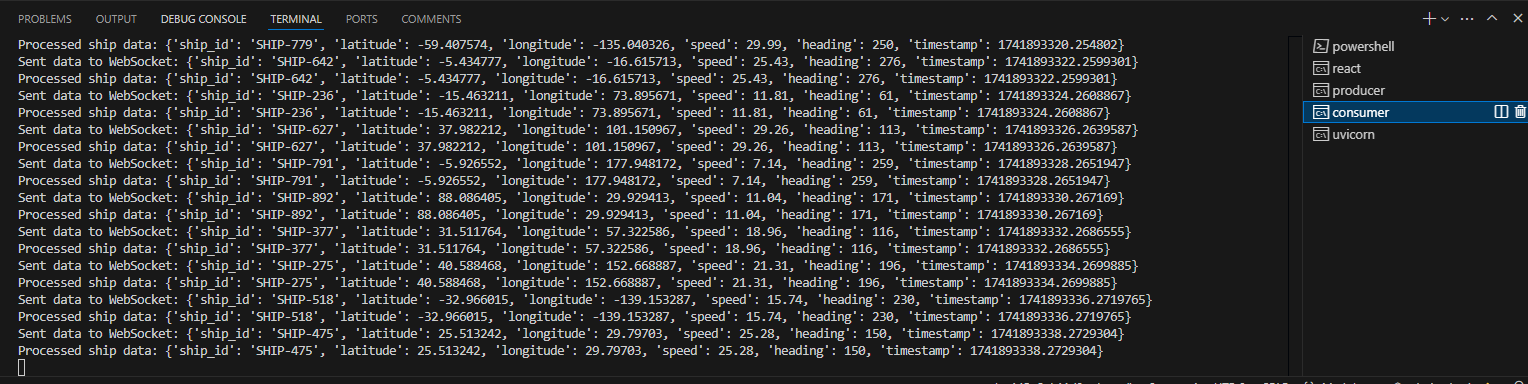 PROBLEMS OUTPUT DEBUG CONSOLE TERMINAL PORTS COMMENTS
Processed ship data: {'ship_id': 'SHIP-779', 'latitude': -59.407574, 'longitude': -135.040326, 'speed': 29.99, 'heading': 250, 'timestamp': 1741893320.254802}
Sent data to WebSocket: {'ship_id': 'SHIP-642', 'latitude': -5.434777, 'longitude': -16.615713, 'speed': 25.43, 'heading': 276, 'timestamp': 1741893322.2599301}
Processed ship data: {'ship_id': 'SHIP-642', 'latitude': -5.434777, 'longitude': -16.615713, 'speed': 25.43, 'heading': 276, 'timestamp': 1741893322.2599301}
Sent data to WebSocket: {'ship_id': 'SHIP-236', 'latitude': -15.463211, 'longitude': 73.895671, 'speed': 11.81, 'heading': 61, 'timestamp': 1741893324.2608867}
Processed ship data: {'ship_id': 'SHIP-236', 'latitude': -15.463211, 'longitude': 73.895671, 'speed': 11.81, 'heading': 61, 'timestamp': 1741893324.2608867}
Sent data to WebSocket: {'ship_id': 'SHIP-627', 'latitude': 37.982212, 'longitude': 101.150967, 'speed': 29.26, 'heading': 113, 'timestamp': 1741893326.2639587}
Processed ship data: {'ship_id': 'SHIP-627', 'latitude': 37.982212, 'longitude': 101.150967, 'speed': 29.26, 'heading': 113, 'timestamp': 1741893326.2639587}
Sent data to WebSocket: {'ship_id': 'SHIP-791', 'latitude': -5.926552, 'longitude': 177.948172, 'speed': 7.14, 'heading': 259, 'timestamp': 1741893328.2651947}
Processed ship data: {'ship_id': 'SHIP-791', 'latitude': -5.926552, 'longitude': 177.948172, 'speed': 7.14, 'heading': 259, 'timestamp': 1741893328.2651947}
Sent data to WebSocket: {'ship_id': 'SHIP-892', 'latitude': 88.086405, 'longitude': 29.929413, 'speed': 11.04, 'heading': 171, 'timestamp': 1741893330.267169}
Processed ship data: {'ship_id': 'SHIP-892', 'latitude': 88.086405, 'longitude': 29.929413, 'speed': 11.04, 'heading': 171, 'timestamp': 1741893330.267169}
Sent data to WebSocket: {'ship_id': 'SHIP-377', 'latitude': 31.511764, 'longitude': 57.322586, 'speed': 18.96, 'heading': 116, 'timestamp': 1741893332.2686555}
Processed ship data: {'ship_id': 'SHIP-377', 'latitude': 31.511764, 'longitude': 57.322586, 'speed': 18.96, 'heading': 116, 'timestamp': 1741893332.2686555}
Sent data to WebSocket: {'ship_id': 'SHIP-275', 'latitude': 40.588468, 'longitude': 152.668887, 'speed': 21.31, 'heading': 196, 'timestamp': 1741893334.2699885}
Processed ship data: {'ship_id': 'SHIP-275', 'latitude': 40.588468, 'longitude': 152.668887, 'speed': 21.31, 'heading': 196, 'timestamp': 1741893334.2699885}
Sent data to WebSocket: {'ship_id': 'SHIP-518', 'latitude': -32.966015, 'longitude': -139.153287, 'speed': 15.74, 'heading': 230, 'timestamp': 1741893336.2719765}
Processed ship data: {'ship_id': 'SHIP-518', 'latitude': -32.966015, 'longitude': -139.153287, 'speed': 15.74, 'heading': 230, 'timestamp': 1741893336.2719765}
Sent data to WebSocket: {'ship_id': 'SHIP-475', 'latitude': 25.513242, 'longitude': 29.79703, 'speed': 25.28, 'heading': 150, 'timestamp': 1741893338.2729304}
Processed ship data: {'ship_id': 'SHIP-475', 'latitude': 25.513242, 'longitude': 29.79703, 'speed': 25.28, 'heading': 150, 'timestamp': 1741893338.2729304}
powershell
react
producer
consumer
uvicorn